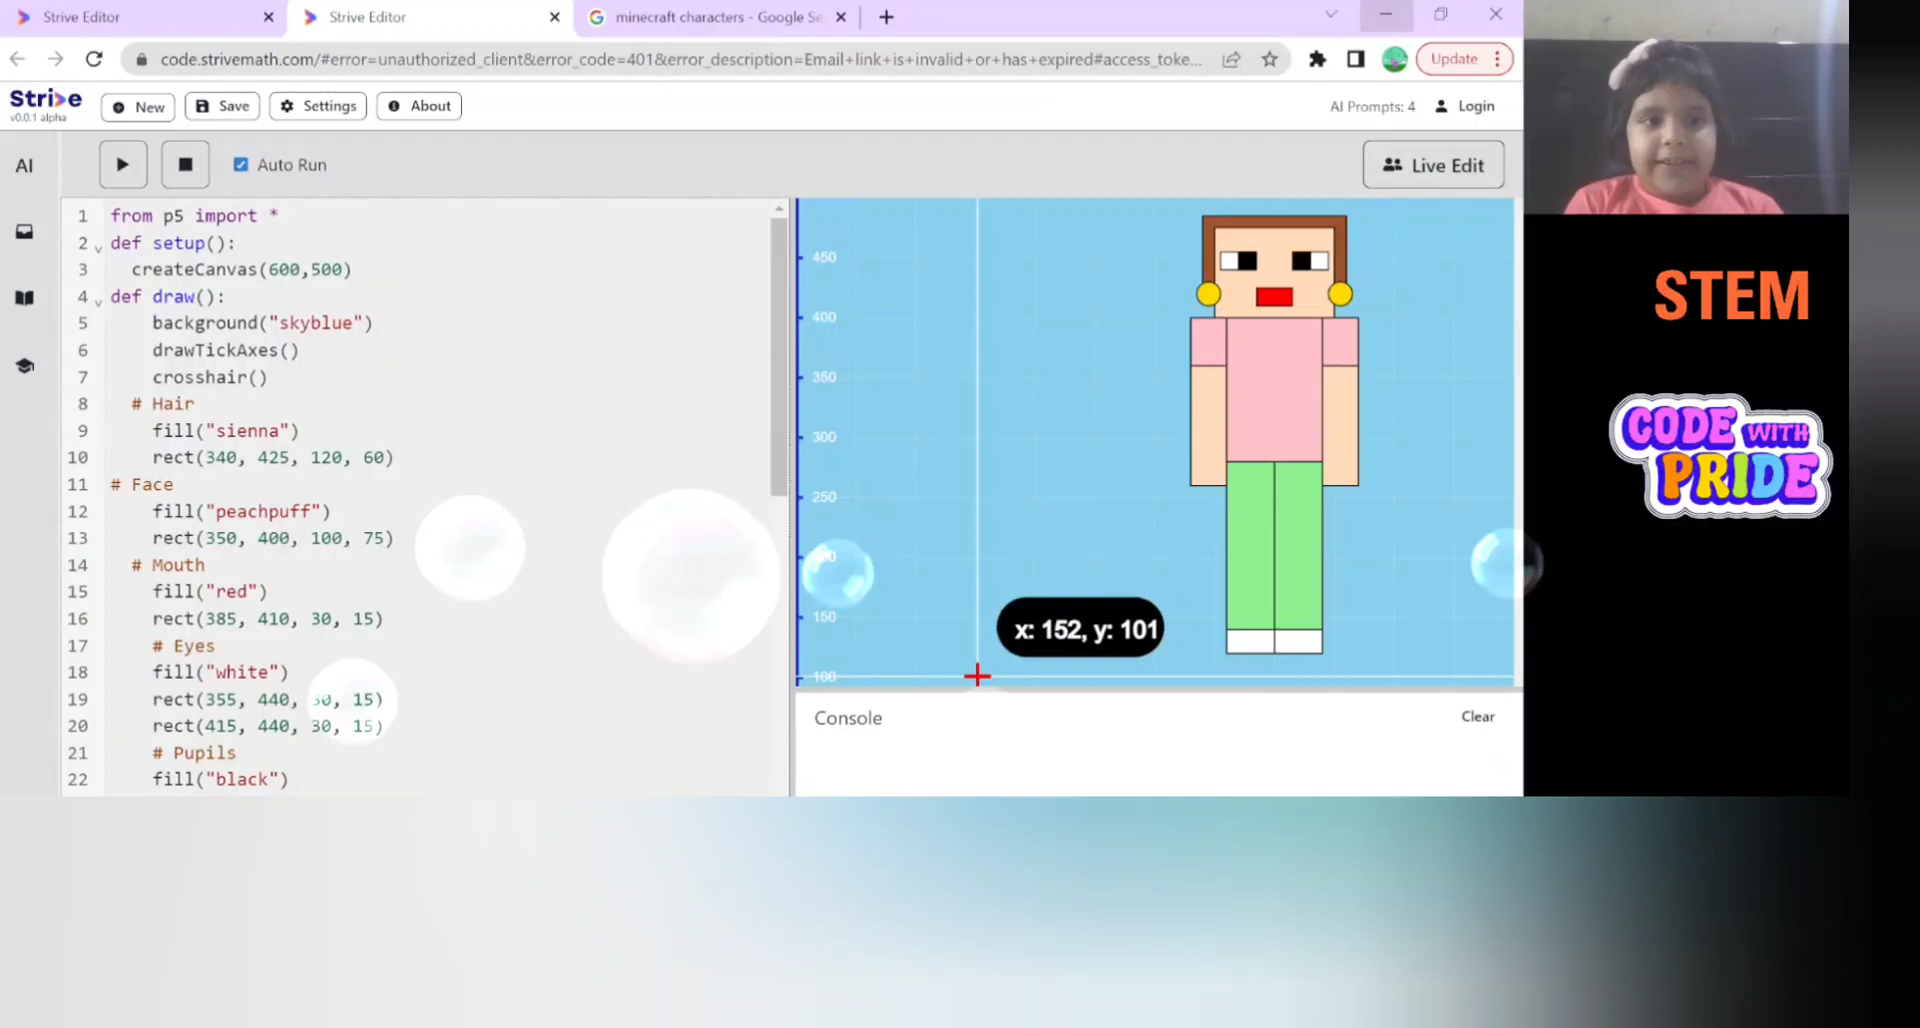 Strive Editor
Strive Editor
minecraft characters - Google Se
code.strivemath.com/#error=unauthorized_client&error_code=401&error_description=Email+link+is+invalid+or+has+expired#access_toke...
Update
Strive
v0.0.1 alpha
New
Save
Settings
About
AI Prompts: 4
Login
AI
Auto Run
Live Edit
1 from p5 import *
2 def setup():
3 createCanvas(600,500)
4 def draw():
5 background("skyblue")
6 drawTickAxes()
7 crosshair()
8 # Hair
9 fill("sienna")
10 rect(340, 425, 120, 60)
11 # Face
12 fill("peachpuff")
13 rect(350, 400, 100, 75)
14 # Mouth
15 fill("red")
16 rect(385, 410, 30, 15)
17 # Eyes
18 fill("white")
19 rect(355, 440, 30, 15)
20 rect(415, 440, 30, 15)
21 # Pupils
22 fill("black")
450
400
350
300
250
150
100
x: 152, y: 101
Console
Clear
STEM
CODE WITH
PRIDE